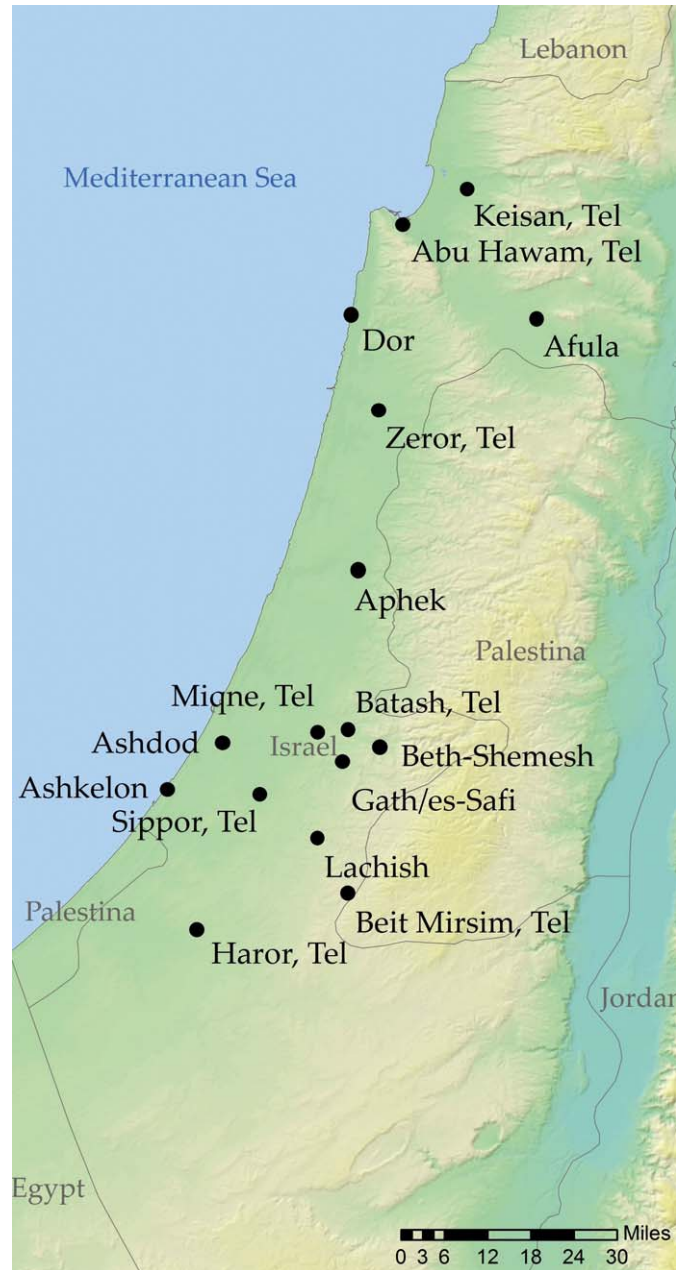 Lebanon
Mediterranean Sea
Keisan, Tel
Abu Hawam, Tel
Dor
Afula
Zeror, Tel
Aphek
Palestina
Miqne, Tel
Batash, Tel
Ashdod
Israel
Beth-Shemesh
Ashkelon
Gath/es-Safi
Sippor, Tel
Lachish
Palestina
Beit Mirsim, Tel
Haror, Tel
Jordan
Egypt
Miles
0 3 6 12 18 24 30